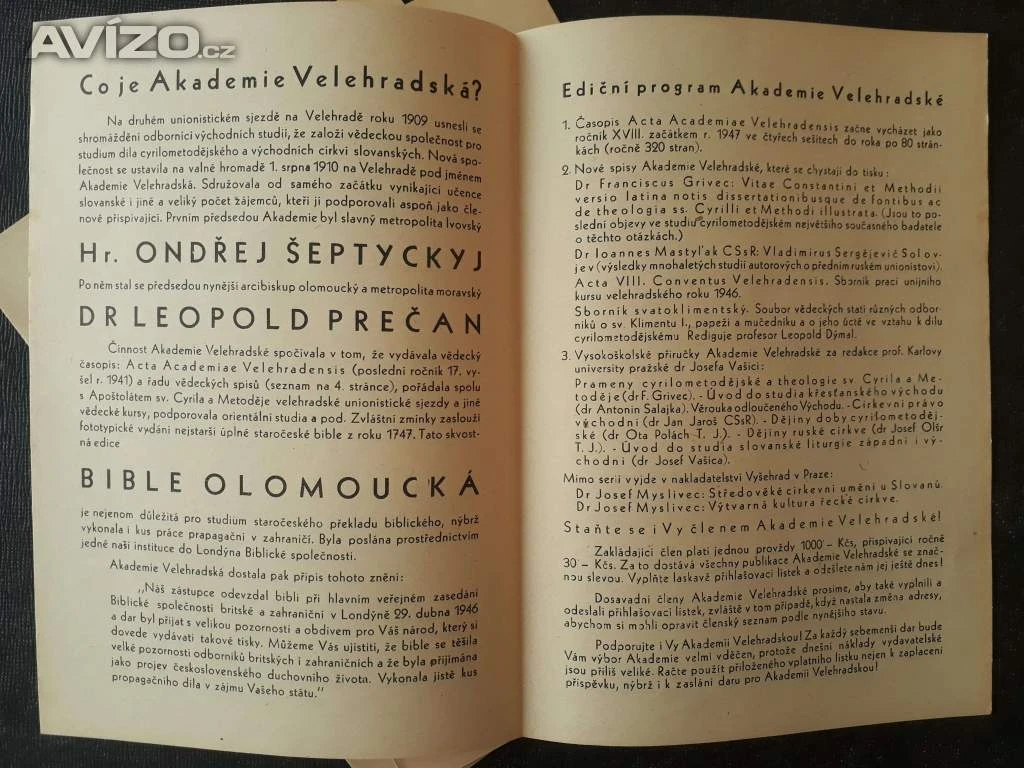 AVÍZO.cz
Co je Akademie Velehradská?
Na druhém unionistickém sjezdě na Velehradě roku 1909 usnesli se
shromáždění odborníci východních studií, že založí vědeckou společnost pro
studium díla cyrilometodějského a východních církví slovanských. Nová spo-
lečnost se ustavila na valné hromadě 1. srpna 1910 na Velehradě pod jménem
Akademie Velehradská. Sdružovala od samého začátku vynikající učence
slovanské i jiné a veliký počet zájemců, kteří ji podporovali aspoň jako čle-
nové přispívající. Prvním předsedou Akademie byl slavný metropolita lvovský
Hr. ONDŘEJ ŠEPTYCKYJ
Po něm stal se předsedou nynější arcibiskup olomoucký a metropolita moravský
DR LEOPOLD PREČAN
Činnost Akademie Velehradské spočívala v tom, že vydávala vědecký
časopis: Acta Academiae Velehradensis (poslední ročník 17. vy-
šel r. 1941) a řadu vědeckých spisů (seznam na 4. stránce), pořádala spolu
s Apoštolátem sv. Cyrila a Metoděje velehradské unionistické sjezdy a jiné
vědecké kursy, podporovala orientální studia a pod. Zvláštní zmínky zaslouží
fototypické vydání nejstarší úplné staročeské bible z roku 1747. Tato skvost-
ná edice
BIBLE OLOMOUCKÁ
je nejenom důležitá pro studium staročeského překladu biblického, nýbrž
vykonala i kus práce propagační v zahraničí. Byla poslána prostřednictvím
jedné naší instituce do Londýna Biblické společnosti.
Akademie Velehradská dostala pak přípis tohoto znění:
„Náš zástupce odevzdal bibli při hlavním veřejném zasedání
Biblické společnosti britské a zahraniční v Londýně 29. dubna 1946
a dar byl přijat s velikou pozorností a obdivem pro Váš národ, který si
dovede vydávati takové tisky. Můžeme Vás ujistiti, že bible se těšila
velké pozornosti odborníků britských i zahraničních a že byla přijímána
jako projev československého duchovního života. Vykonala jistě kus
propagačního díla v zájmu Vašeho státu."
Ediční program Akademie Velehradské
1. Časopis Acta Academiae Velehradensis začne vycházet jako
ročník XVIII. začátkem r. 1947 ve čtyřech sešitech do roka po 80 strán-
kách (ročně 320 stran).
2. Nové spisy Akademie Velehradské, které se chystají do tisku:
Dr Franciscus Grivec: Vitae Constantini et Methodii
versio latina notis dissertationibusque de fontibus ac
de theologia ss. Cyrilli et Methodi illustrata. (Jsou to po-
slední objevy ve studiu cyrilometodějském největšího současného badatele
o těchto otázkách.)
Dr Ioannes Mastyľak CSsR: Vladimirus Sergějevič Solov-
jev (výsledky mnohaletých studií autorových o předním ruském unionistovi).
Acta VIII. Conventus Velehradensis. Sborník prací unijního
kursu velehradského roku 1946.
Sborník svatoklimentský. Soubor vědeckých statí různých odbor-
níků o sv. Klimentu I., papeži a mučedníku a o jeho úctě ve vztahu k dílu
cyrilometodějskému Rediguje profesor Leopold Dýmal.
3. Vysokoškolské příručky Akademie Velehradské za redakce prof. Karlovy
university pražské dr Josefa Vašici:
Prameny cyrilometodějské a theologie sv. Cyrila a Me-
toděje (dr F. Grivec). - Úvod do studia křesťanského východu
(dr Antonin Salajka). Věrouka odloučeného Východu. - Církevní právo
východní (dr Jan Jaroš CSsR). - Dějiny doby cyrilometoděj-
ské (dr Ota Polách T. J.). - Dějiny ruské církve (dr Josef Olšr
T. J.). - Úvod do studia slovanské liturgie západní i vý-
chodní (dr Josef Vašica).
Mimo serii vyjde v nakladatelství Vyšehrad v Praze:
Dr Josef Myslivec: Středověké církevní umění u Slovanů.
Dr Josef Myslivec: Výtvarná kultura řecké církve.
Staňte se i Vy členem Akademie Velehradské!
Zakládající člen platí jednou provždy 1000·- Kčs, přispívající ročně
30·- Kčs. Za to dostává všechny publikace Akademie Velehradské se znač-
nou slevou. Vyplňte laskavě přihlašovací lístek a odešlete nám jej ještě dnes!
Dosavadní členy Akademie Velehradské prosíme, aby také vyplnili a
odeslali přihlašovací lístek, zvláště v tom případě, když nastala změna adresy,
abychom si mohli opravit členský seznam podle nynějšího stavu.
Podporujte i Vy Akademii Velehradskou! Za každý sebemenší dar bude
Vám výbor Akademie velmi vděčen, protože dnešní náklady vydavatelské
jsou příliš veliké. Račte použít přiloženého vplatního lístku nejen k zaplacení
příspěvku, nýbrž i k zaslání daru pro Akademii Velehradskou!